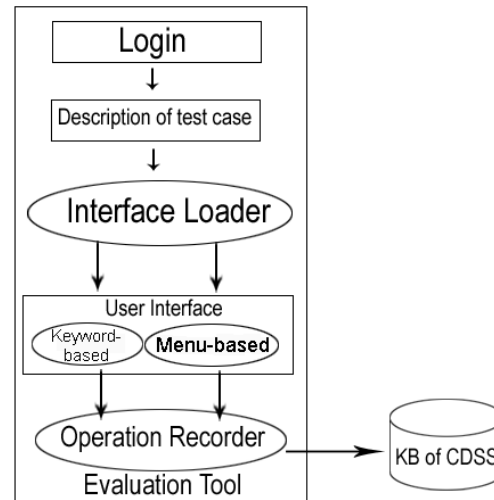 Login
Description of test case
Interface Loader
User Interface
Keyword-
based
Menu-based
Operation Recorder
Evaluation Tool
KB of CDSS